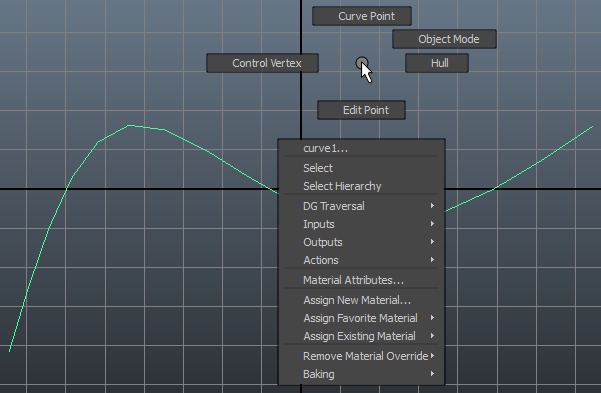 Curve Point
Object Mode
Control Vertex
Hull
Edit Point
curve1...
Select
Select Hierarchy
DG Traversal
Inputs
Outputs
Actions
Material Attributes...
Assign New Material...
Assign Favorite Material
Assign Existing Material
Remove Material Override
Baking